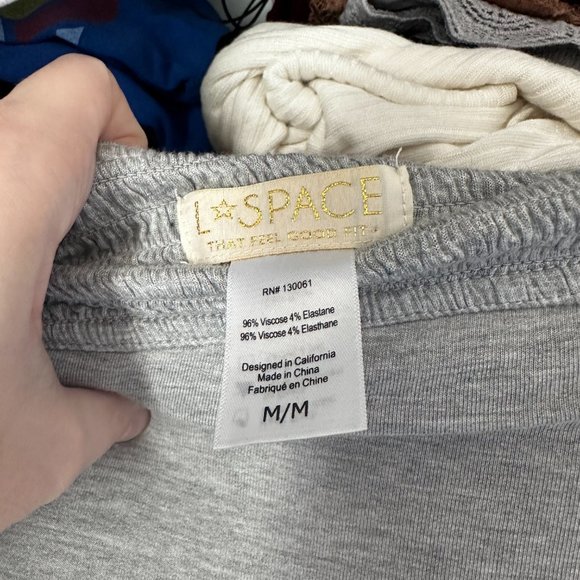 L☆SPACE
THAT FEEL GOOD FIT
RN# 130061
96% Viscose 4% Elastane
96% Viscose 4% Elasthane
Designed in California
Made in China
Fabriqué en Chine
M/M